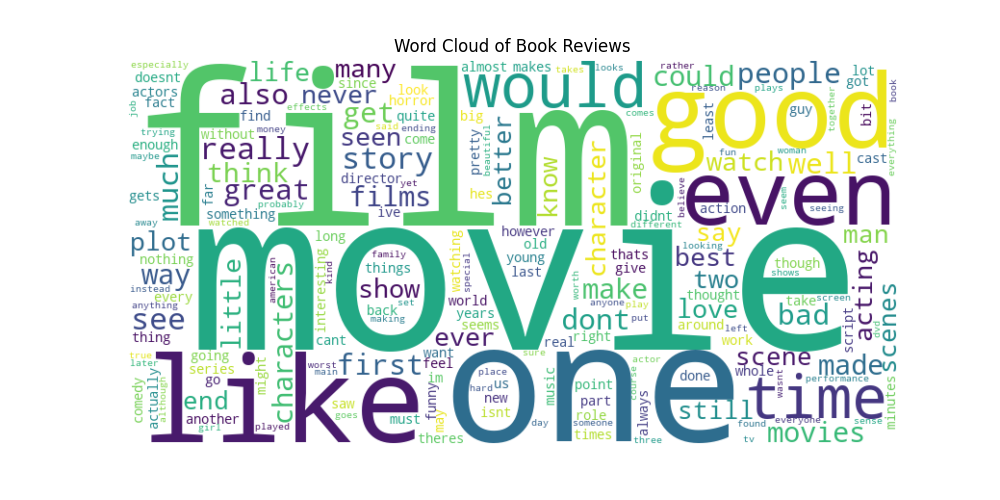 Word Cloud of Book Reviews
especially
doesnt
life
many
since
almost
makes
takes
looks
would
could
people
lot
got
job
actors
fact
also
never
look
horror
effects
get
quite
big
comes
good
reason
plays
together
book
trying
enough
maybe
find
without
money
said
ending
seen
come
pretty
beautiful
better
film
original
least
guy
bit
everything
much
really
think
story
know
character
watch
well
fun
woman
cast
gets
far
great
director
yet
films
hes
believe
even
action
seem
seeing
away
something
probably
watched
ive
didnt
different
say
man
plot
nothing
way
long
however
old
young
last
thats
give
looking
best
though
shows
every
instead
anything
see
thing
little
american
kind
interesting
family
things
show
back
set
making
watching
special
world
years
seems
movie
worth
anyone
play
make
put
two
thought
love
around
left
work
take
bad
screen
script
dvd
acting
scenes
cant
dont
right
real
ever
true
later
going
series
go
might
characters
worst
main
first
want
feel
im
sure
actor
done
scene
whole
wasnt
made
performance
comedy
actually
although
end
another
girl
played
like
saw
goes
must
may
funny
theres
place
hard
us
new
isnt
one
day
music
point
part
someone
role
times
course
always
three
still
found
tv
time
everyone
movies
sense
minutes